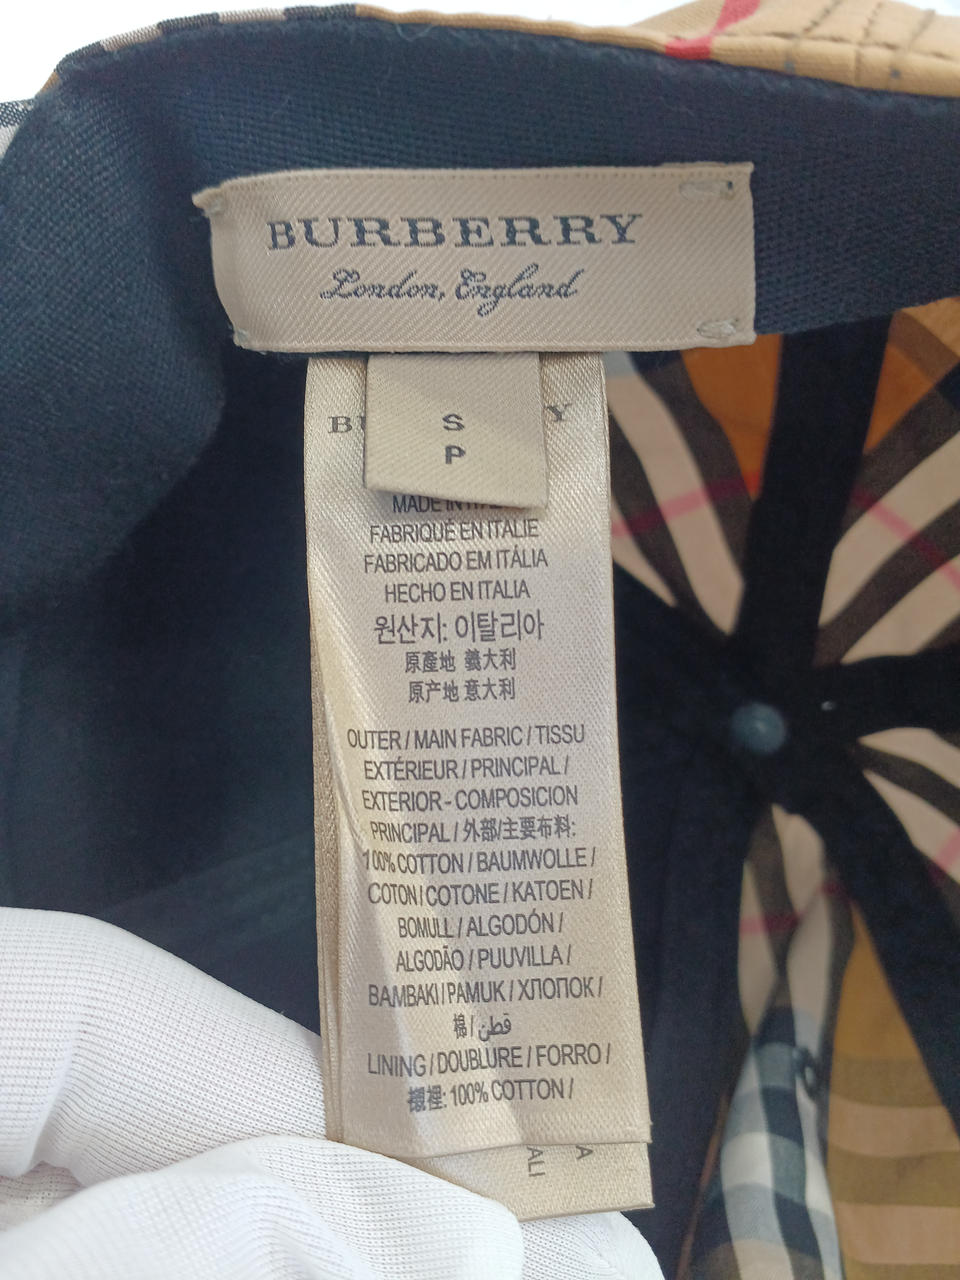 BURBERRY
London, England
S
P
MADE IN
FABRIQUÉ EN ITALIE
FABRICADO EM ITÁLIA
HECHO EN ITALIA
원산지: 이탈리아
原產地 義大利
原产地 意大利
OUTER / MAIN FABRIC / TISSU
EXTÉRIEUR / PRINCIPAL /
EXTERIOR - COMPOSICION
PRINCIPAL / 外部/主要布料:
100% COTTON / BAUMWOLLE /
COTON / COTONE / KATOEN /
BOMULL / ALGODÓN /
ALGODÃO / PUUVILLA /
BAMBAKI / PAMUK / ХЛОПОК /
棉 / قطن
LINING / DOUBLURE / FORRO /
襯裡: 100% COTTON /